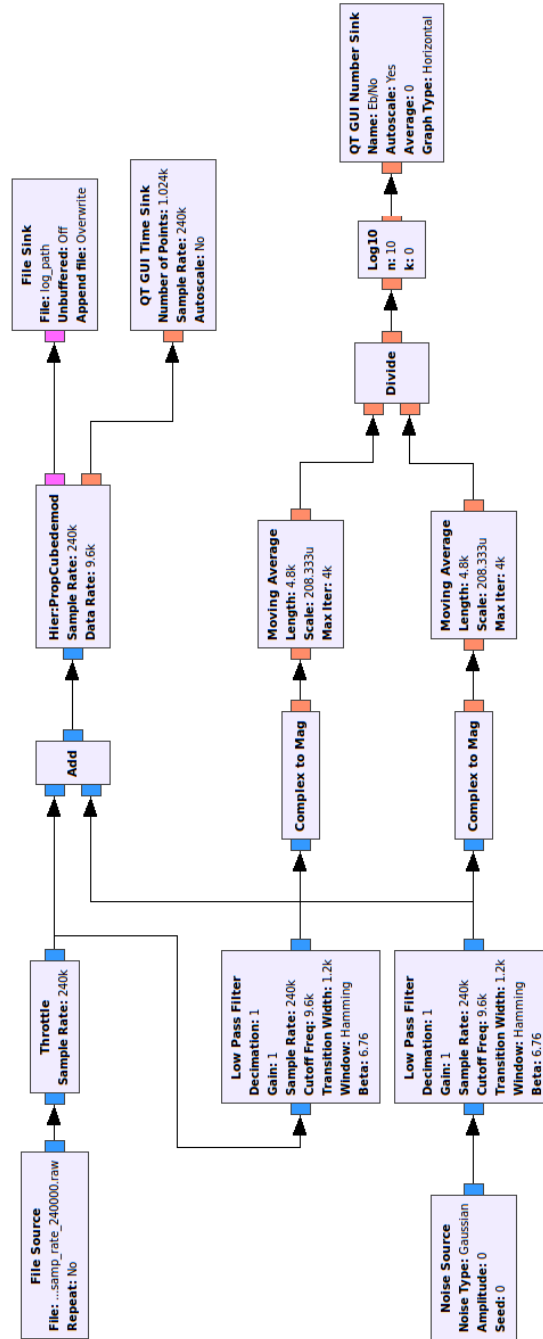 File Source
File: ...samp_rate_240000.raw
Repeat: No
Throttle
Sample Rate: 240k
Add
Hier:PropCubedemod
Sample Rate: 240k
Data Rate: 9.6k
File Sink
File: log_path
Unbuffered: Off
Append file: Overwrite
QT GUI Time Sink
Number of Points: 1.024k
Sample Rate: 240k
Autoscale: No
Low Pass Filter
Decimation: 1
Gain: 1
Sample Rate: 240k
Cutoff Freq: 9.6k
Transition Width: 1.2k
Window: Hamming
Beta: 6.76
Complex to Mag
Moving Average
Length: 4.8k
Scale: 208.333u
Max Iter: 4k
Divide
Log10
n: 10
k: 0
QT GUI Number Sink
Name: Eb/No
Autoscale: Yes
Average: 0
Graph Type: Horizontal
Noise Source
Noise Type: Gaussian
Amplitude: 0
Seed: 0
Low Pass Filter
Decimation: 1
Gain: 1
Sample Rate: 240k
Cutoff Freq: 9.6k
Transition Width: 1.2k
Window: Hamming
Beta: 6.76
Complex to Mag
Moving Average
Length: 4.8k
Scale: 208.333u
Max Iter: 4k